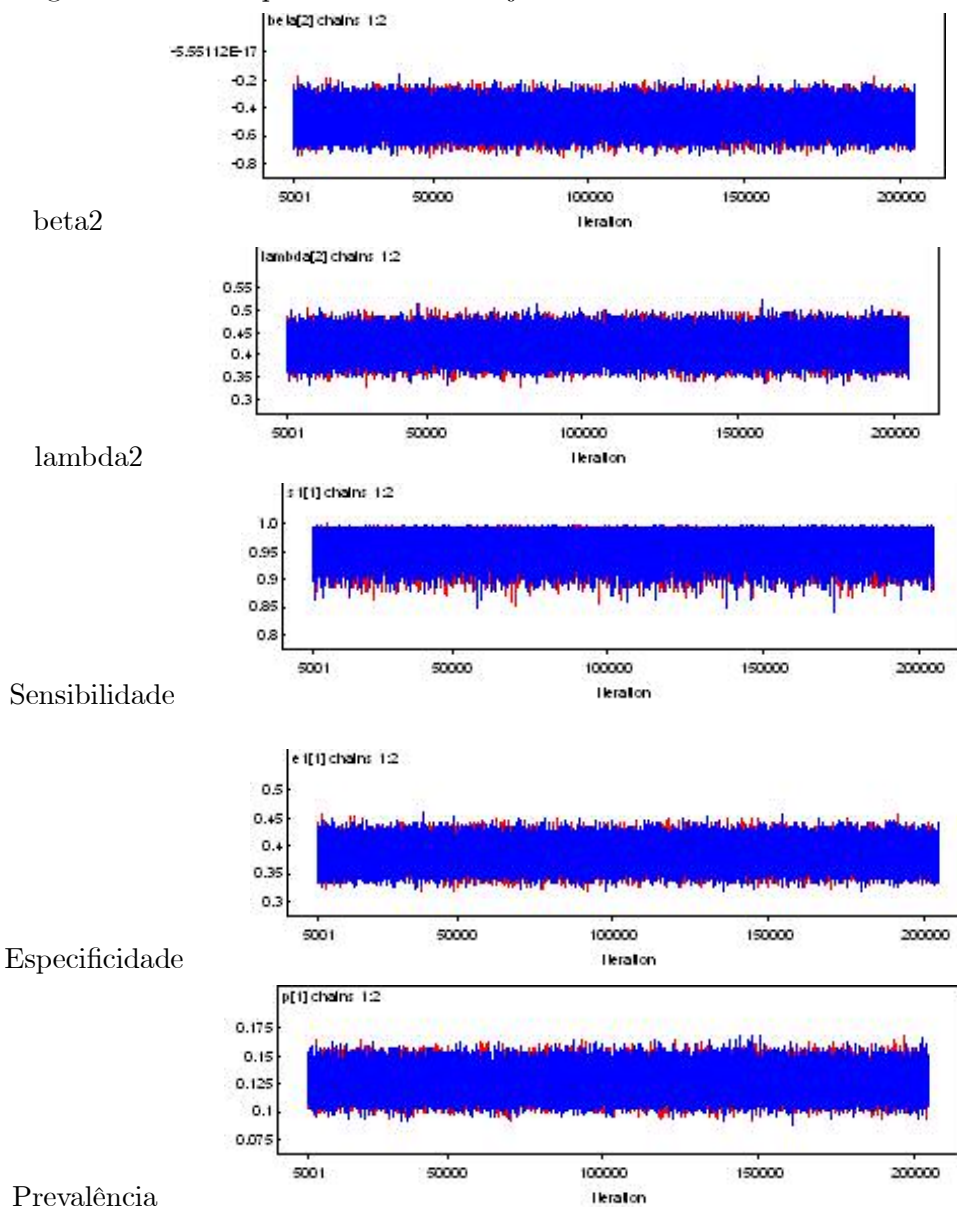 beta[2] chains 1:2
-5.55112E-17
-0.2
-0.4
-0.6
-0.8
5001 50000 100000 150000 200000
Iteration
beta2
lambda[2] chains 1:2
0.55
0.5
0.45
0.4
0.35
0.3
5001 50000 100000 150000 200000
Iteration
lambda2
s1[1] chains 1:2
1.0
0.95
0.9
0.85
0.8
5001 50000 100000 150000 200000
Iteration
Sensibilidade
e1[1] chains 1:2
0.5
0.45
0.4
0.35
0.3
5001 50000 100000 150000 200000
Iteration
Especificidade
p[1] chains 1:2
0.175
0.15
0.125
0.1
0.075
5001 50000 100000 150000 200000
Iteration
Prevalência